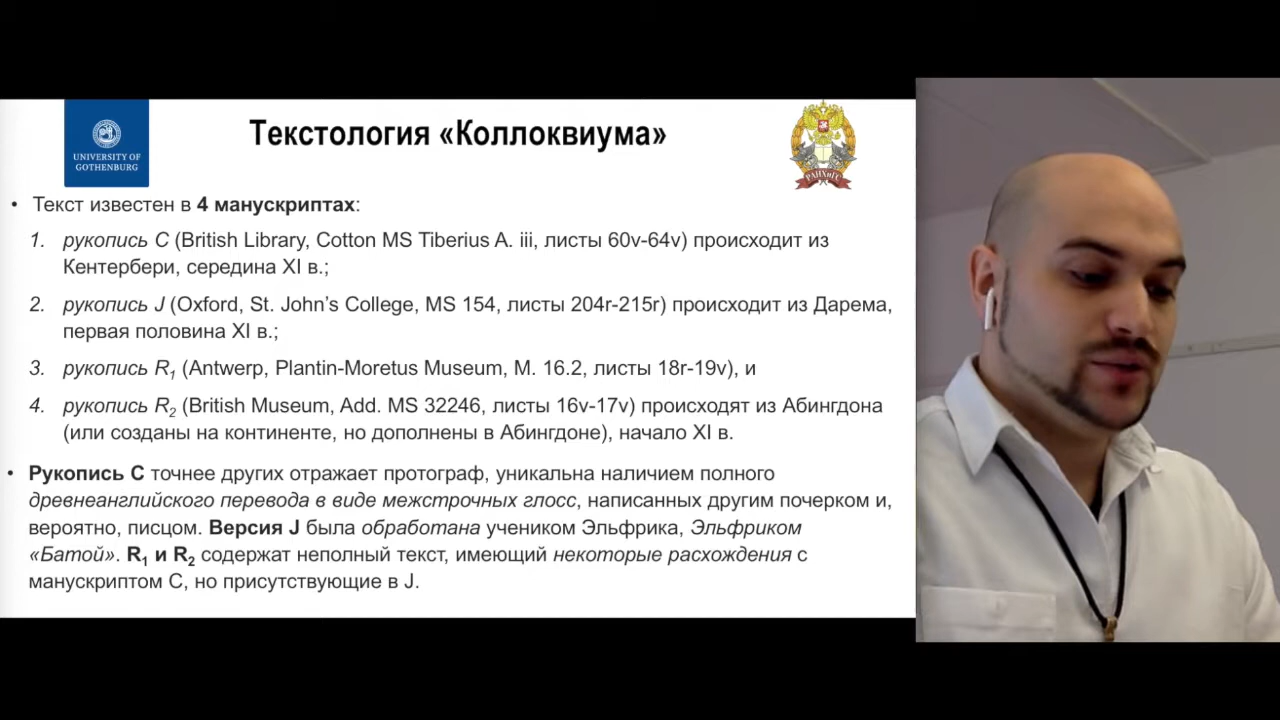 UNIVERSITY OF
GOTHENBURG
Текстология «Коллоквиума»
РАНХиГС
• Текст известен в 4 манускриптах:
1. рукопись C (British Library, Cotton MS Tiberius A. iii, листы 60v-64v) происходит из
Кентербери, середина XI в.;
2. рукопись J (Oxford, St. John’s College, MS 154, листы 204r-215r) происходит из Дарема,
первая половина XI в.;
3. рукопись R1 (Antwerp, Plantin-Moretus Museum, M. 16.2, листы 18r-19v), и
4. рукопись R2 (British Museum, Add. MS 32246, листы 16v-17v) происходят из Абингдона
(или созданы на континенте, но дополнены в Абингдоне), начало XI в.
• Рукопись C точнее других отражает протограф, уникальна наличием полного
древнеанглийского перевода в виде межстрочных глосс, написанных другим почерком и,
вероятно, писцом. Версия J была обработана учеником Эльфрика, Эльфриком
«Батой». R1 и R2 содержат неполный текст, имеющий некоторые расхождения с
манускриптом C, но присутствующие в J.